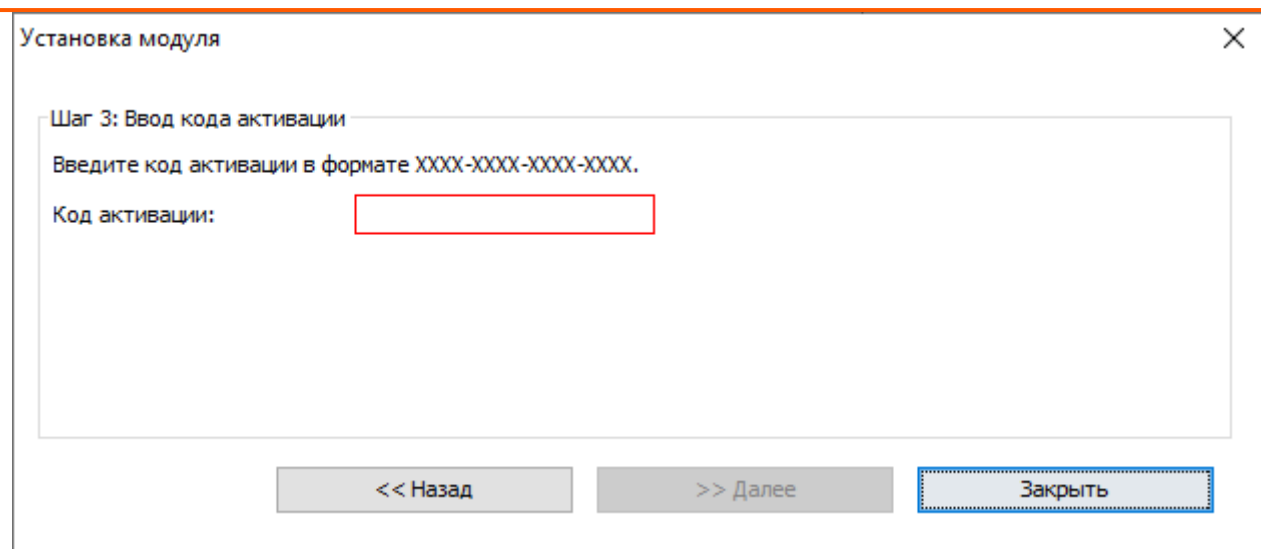 Установка модуля
Шаг 3: Ввод кода активации
Введите код активации в формате XXXX-XXXX-XXXX-XXXX.
Код активации:
<< Назад
>> Далее
Закрыть